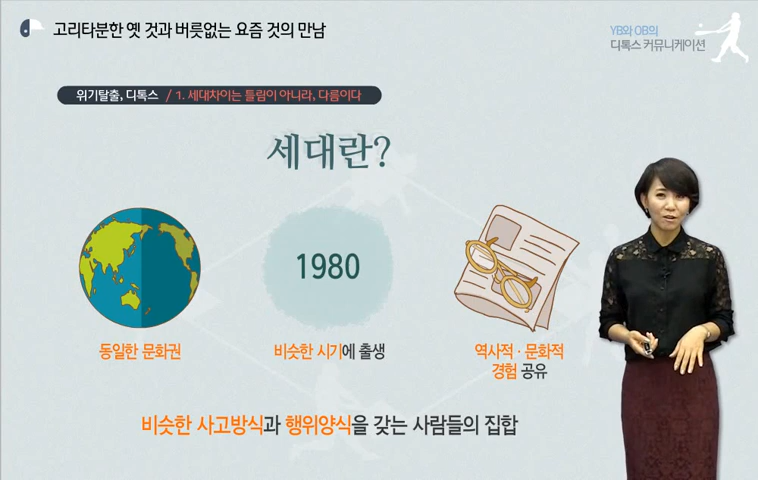 고리타분한 옛 것과 버릇없는 요즘 것의 만남
YB와 OB의
디톡스 커뮤니케이션
위기탈출, 디톡스 / 1. 세대차이는 틀림이 아니라, 다름이다
세대란?
1980
동일한 문화권
비슷한 시기에 출생
역사적 · 문화적
경험 공유
비슷한 사고방식과 행위양식을 갖는 사람들의 집합